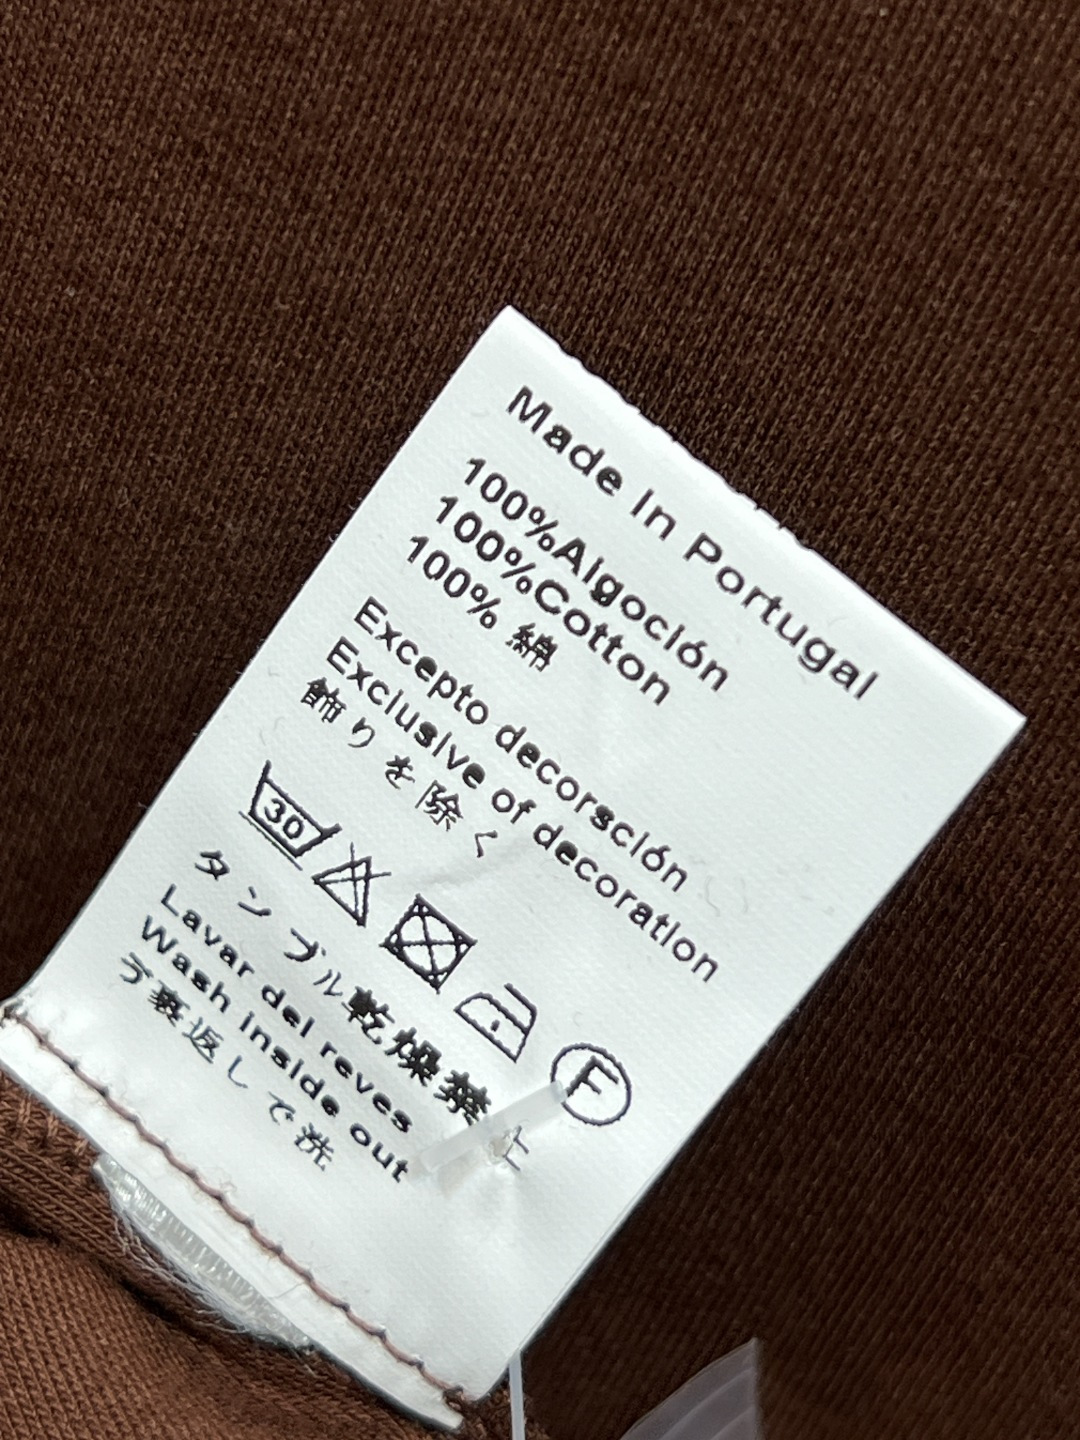 Made in Portugal
100%Algoción
100%Cotton
100% 綿
Excepto decorsción
Exclusive of decoration
飾りを除く
30
F
タンブル乾燥禁止
Lavar del reves
Wash inside out
裏返しで洗